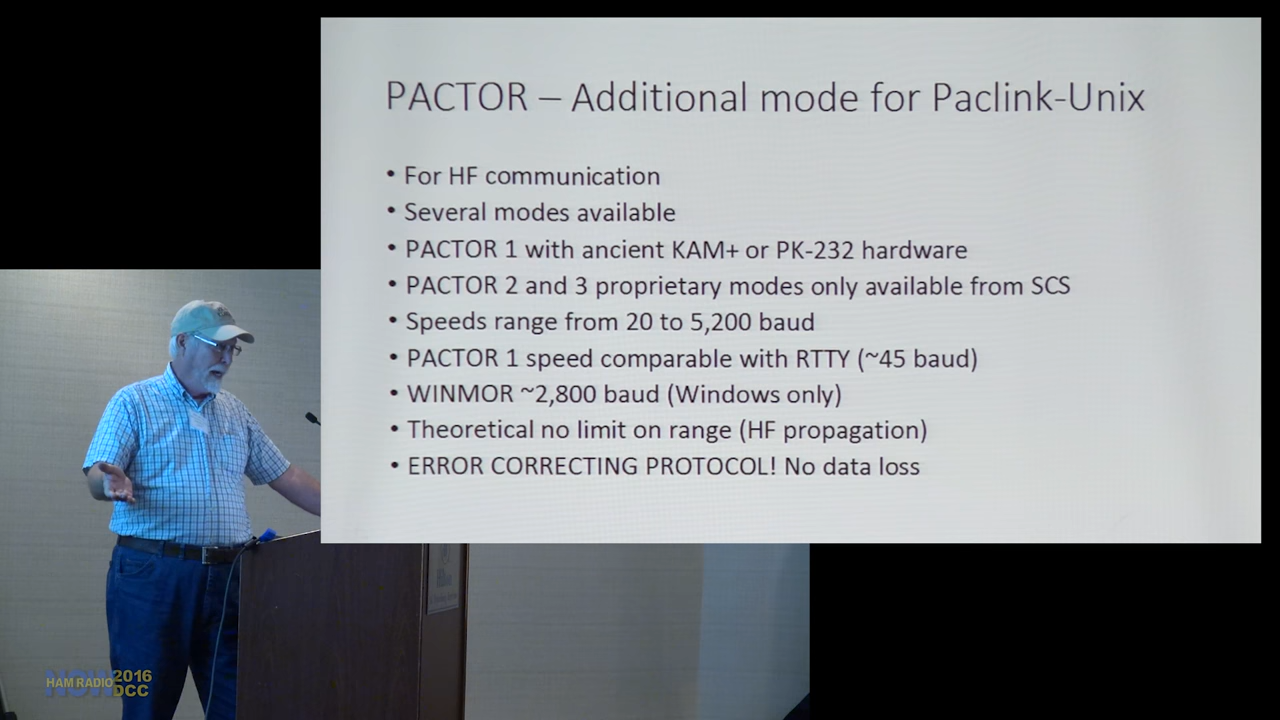 PACTOR – Additional mode for Paclink-Unix
• For HF communication
• Several modes available
• PACTOR 1 with ancient KAM+ or PK-232 hardware
• PACTOR 2 and 3 proprietary modes only available from SCS
• Speeds range from 20 to 5,200 baud
• PACTOR 1 speed comparable with RTTY (~45 baud)
• WINMOR ~2,800 baud (Windows only)
• Theoretical no limit on range (HF propagation)
• ERROR CORRECTING PROTOCOL! No data loss
HAM RADIO 2016
NOW DCC